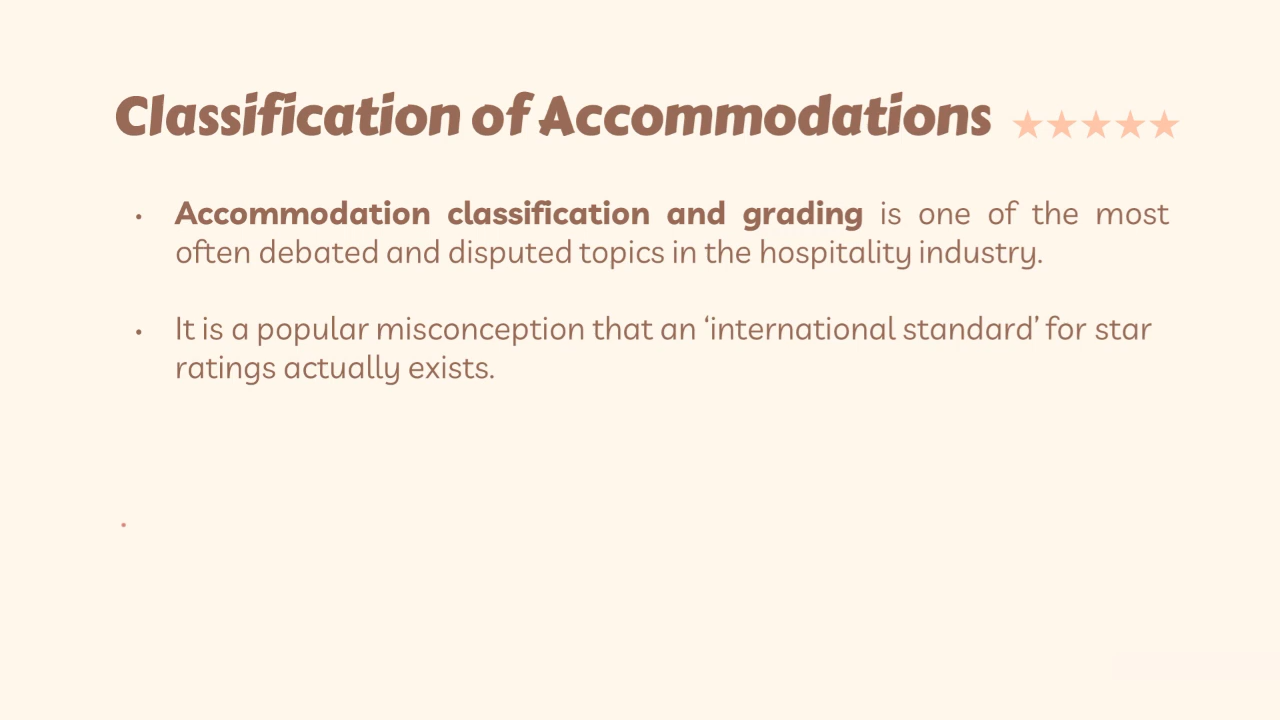 Classification of Accommodations
• Accommodation classification and grading is one of the most
often debated and disputed topics in the hospitality industry.
• It is a popular misconception that an ‘international standard’ for star
ratings actually exists.
•